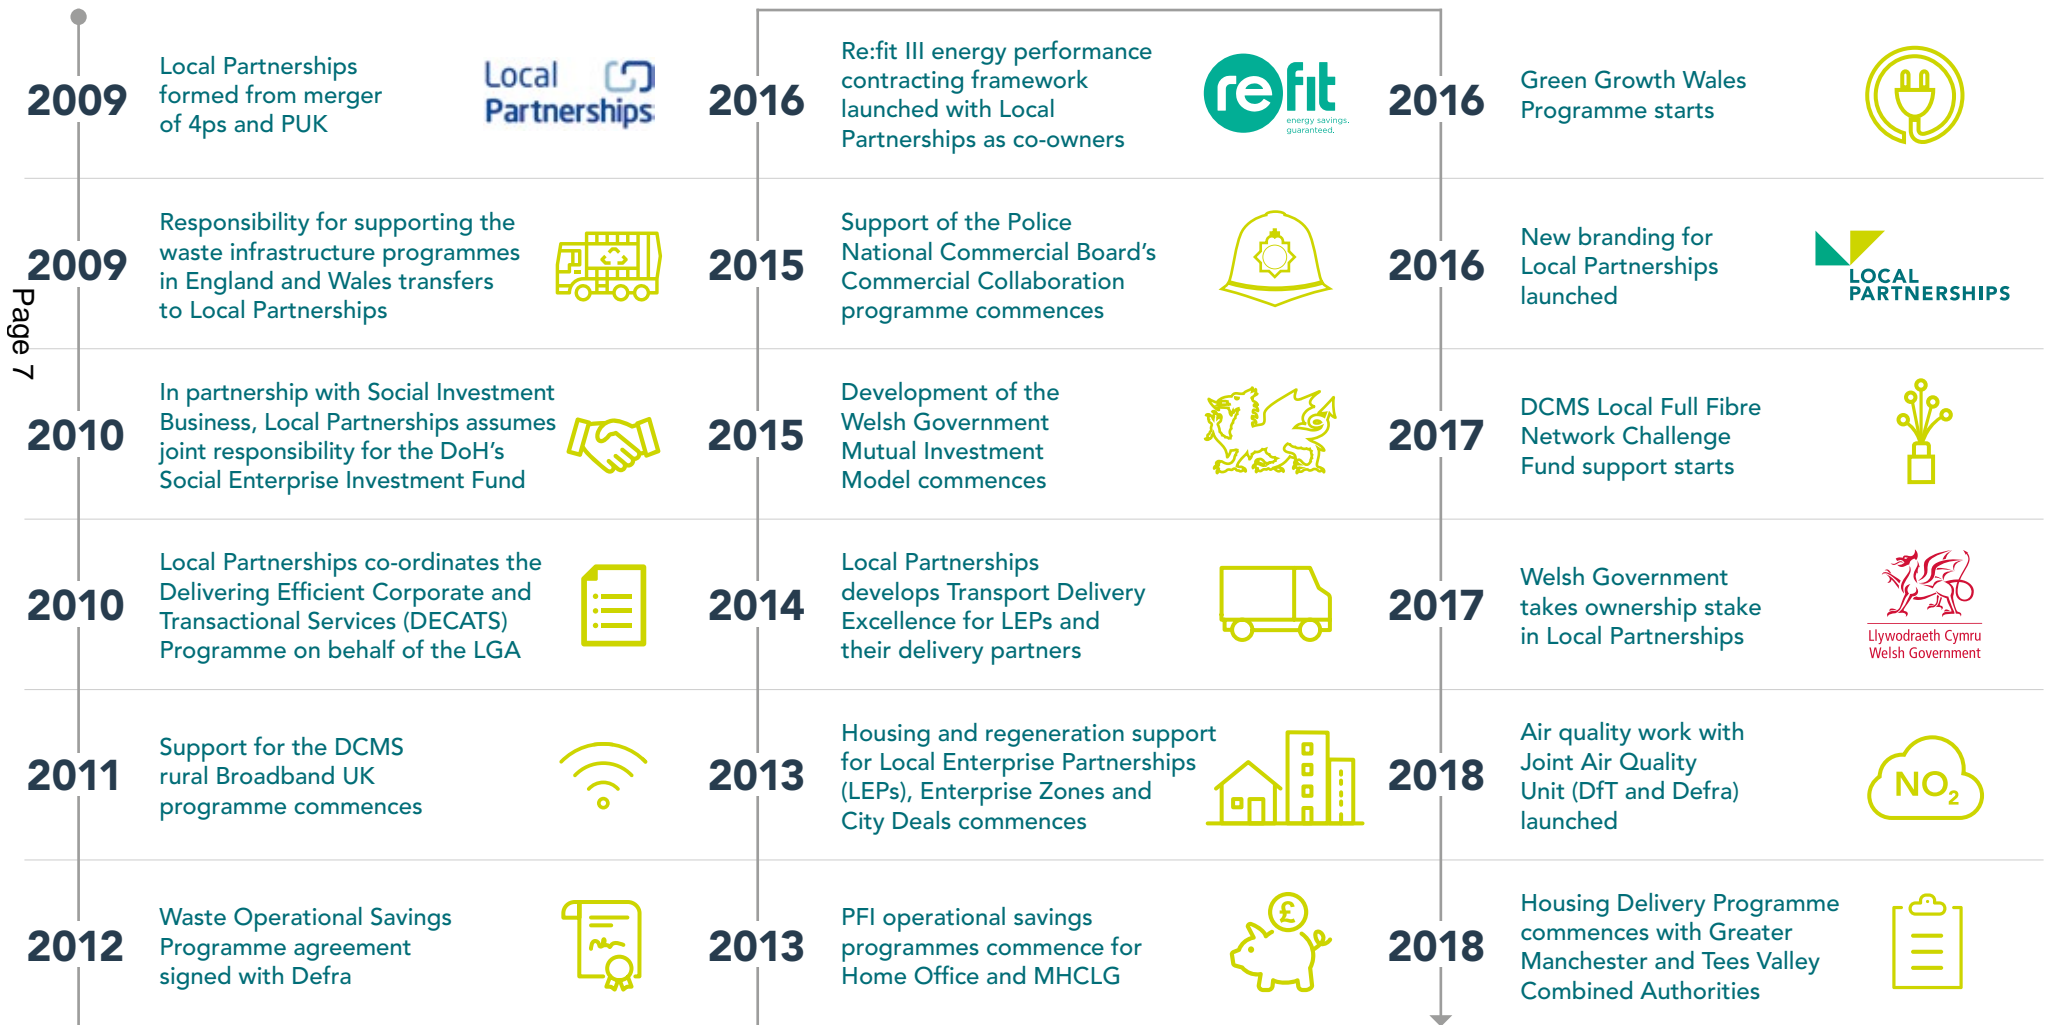 2009
Local Partnerships
formed from merger
of 4ps and PUK
Local
Partnerships
2009
Responsibility for supporting the
waste infrastructure programmes
in England and Wales transfers
to Local Partnerships
Page 7
2010
In partnership with Social Investment
Business, Local Partnerships assumes
joint responsibility for the DoH’s
Social Enterprise Investment Fund
2010
Local Partnerships co-ordinates the
Delivering Efficient Corporate and
Transactional Services (DECATS)
Programme on behalf of the LGA
2011
Support for the DCMS
rural Broadband UK
programme commences
2012
Waste Operational Savings
Programme agreement
signed with Defra
2016
Re:fit III energy performance
contracting framework
launched with Local
Partnerships as co-owners
refit
energy savings.
guaranteed.
2015
Support of the Police
National Commercial Board’s
Commercial Collaboration
programme commences
2015
Development of the
Welsh Government
Mutual Investment
Model commences
2014
Local Partnerships
develops Transport Delivery
Excellence for LEPs and
their delivery partners
2013
Housing and regeneration support
for Local Enterprise Partnerships
(LEPs), Enterprise Zones and
City Deals commences
2013
PFI operational savings
programmes commence for
Home Office and MHCLG
£
2016
Green Growth Wales
Programme starts
2016
New branding for
Local Partnerships
launched
LOCAL
PARTNERSHIPS
2017
DCMS Local Full Fibre
Network Challenge
Fund support starts
2017
Welsh Government
takes ownership stake
in Local Partnerships
Llywodraeth Cymru
Welsh Government
2018
Air quality work with
Joint Air Quality
Unit (DfT and Defra)
launched
NO2
2018
Housing Delivery Programme
commences with Greater
Manchester and Tees Valley
Combined Authorities